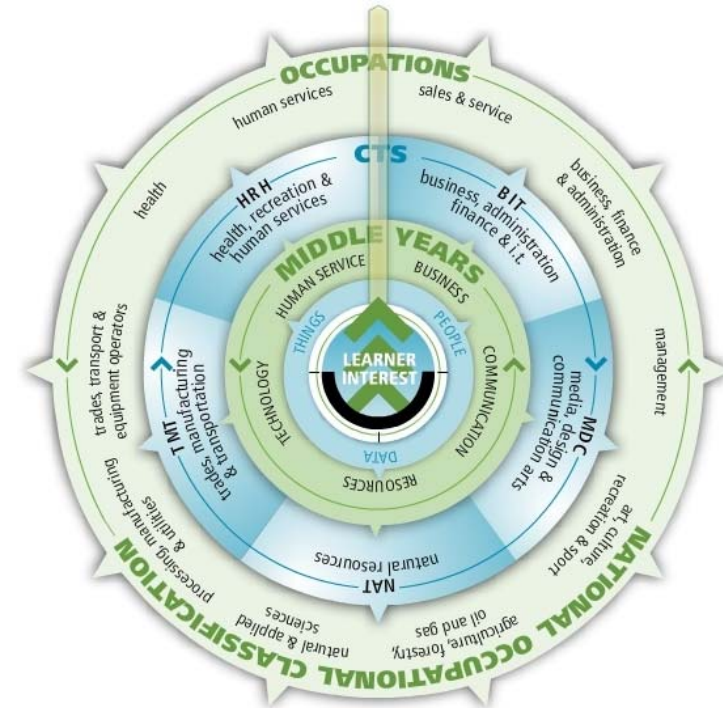 OCCUPATIONS
human services
sales & service
health
business, finance
& administration
trades, transport &
equipment operators
management
processing, manufacturing
& utilities
art, culture,
recreation & sport
natural & applied
sciences
agriculture, forestry,
oil and gas
NATIONAL OCCUPATIONAL CLASSIFICATION
CTS
HRH
health, recreation &
human services
BIT
business, administration
finance & i.t.
TMT
trades, manufacturing
& transportation
MDC
media, design &
communication arts
NAT
natural resources
MIDDLE YEARS
HUMAN SERVICE
BUSINESS
TECHNOLOGY
COMMUNICATION
RESOURCES
THINGS
PEOPLE
DATA
LEARNER
INTEREST